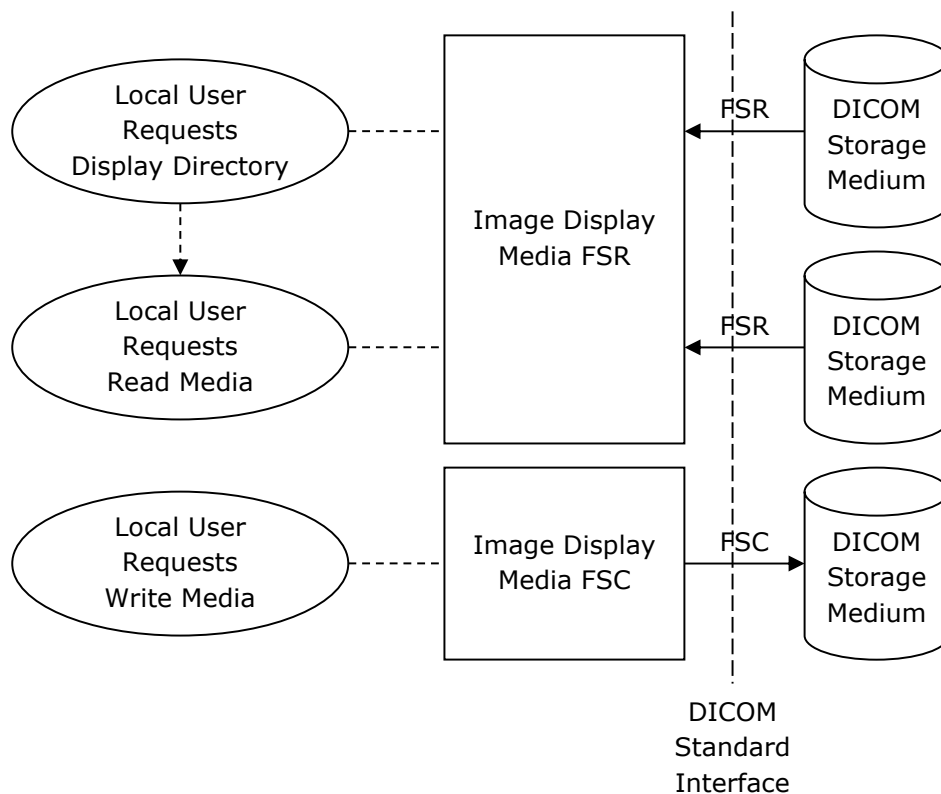 Local User
Requests
Display Directory
Image Display
Media FSR
FSR
DICOM
Storage
Medium
Local User
Requests
Read Media
FSR
DICOM
Storage
Medium
Local User
Requests
Write Media
Image Display
Media FSC
FSC
DICOM
Storage
Medium
DICOM
Standard
Interface